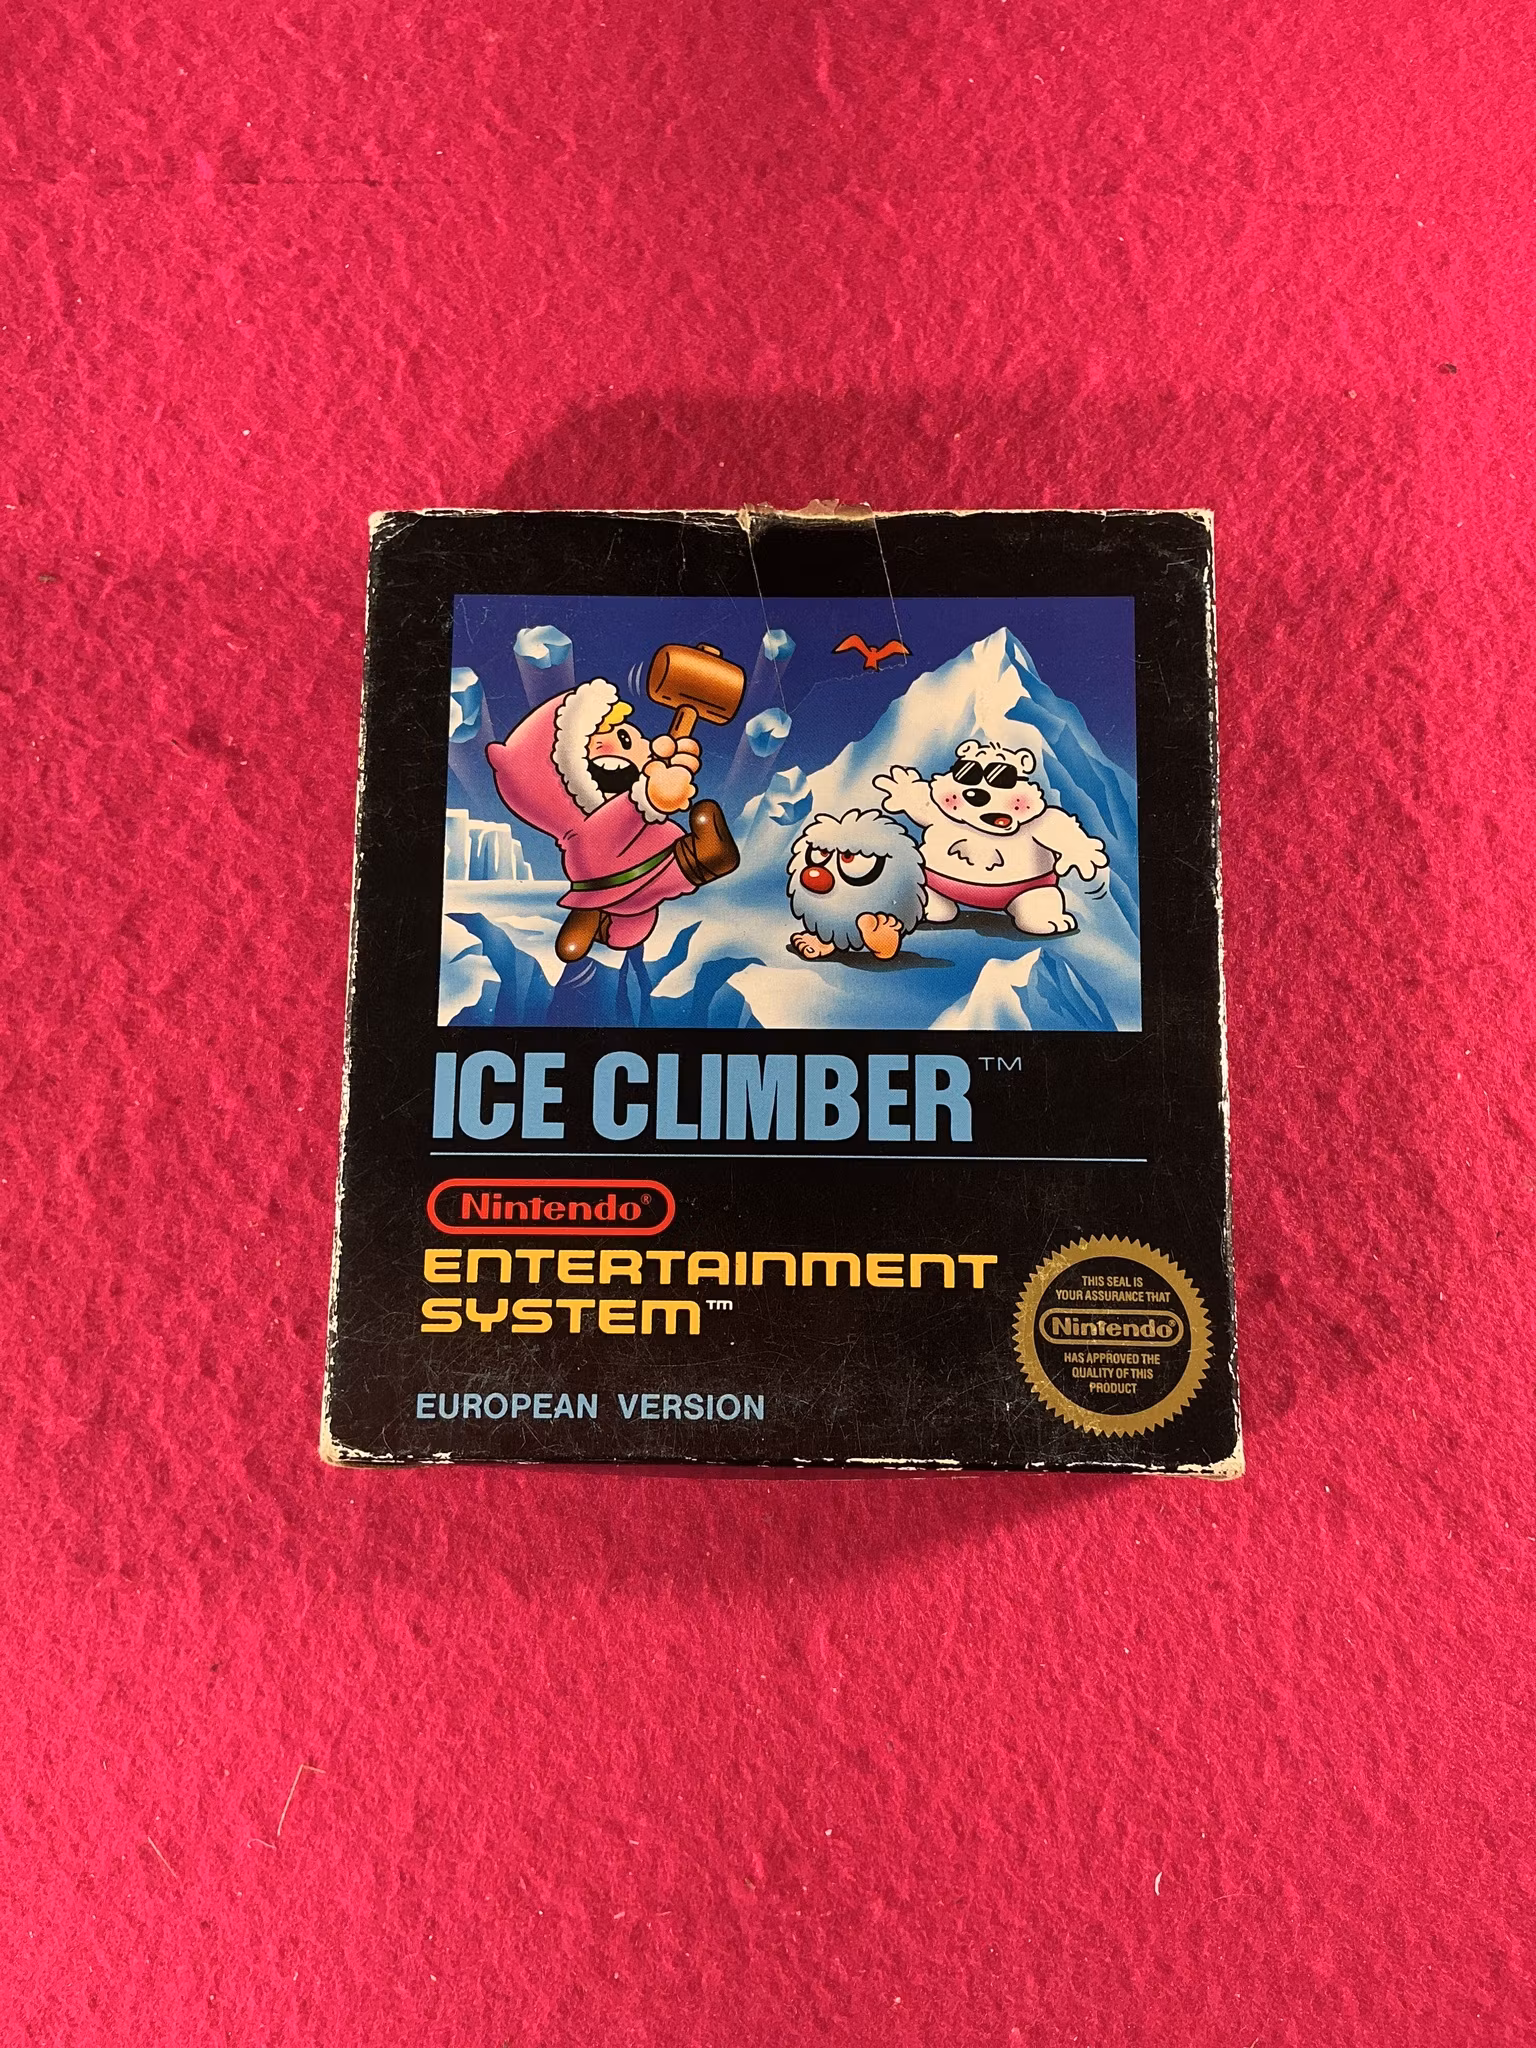 ICE CLIMBER™
Nintendo®
ENTERTAINMENT
SYSTEM™
EUROPEAN VERSION
THIS SEAL IS
YOUR ASSURANCE THAT
Nintendo®
HAS APPROVED THE
QUALITY OF THIS
PRODUCT